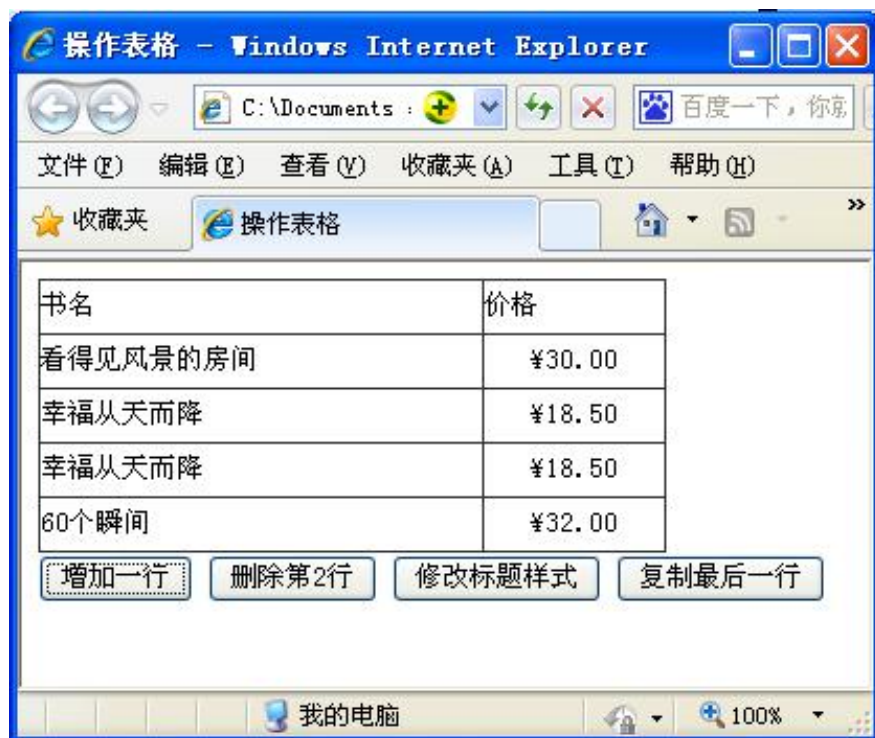 操作表格 - Windows Internet Explorer
C:\Documents
百度一下，你
文件(F) 编辑(E) 查看(V) 收藏夹(A) 工具(T) 帮助(H)
收藏夹 操作表格 »
书名 价格
看得见风景的房间 ¥30.00
幸福从天而降 ¥18.50
幸福从天而降 ¥18.50
60个瞬间 ¥32.00
增加一行 删除第2行 修改标题样式 复制最后一行
我的电脑 100%